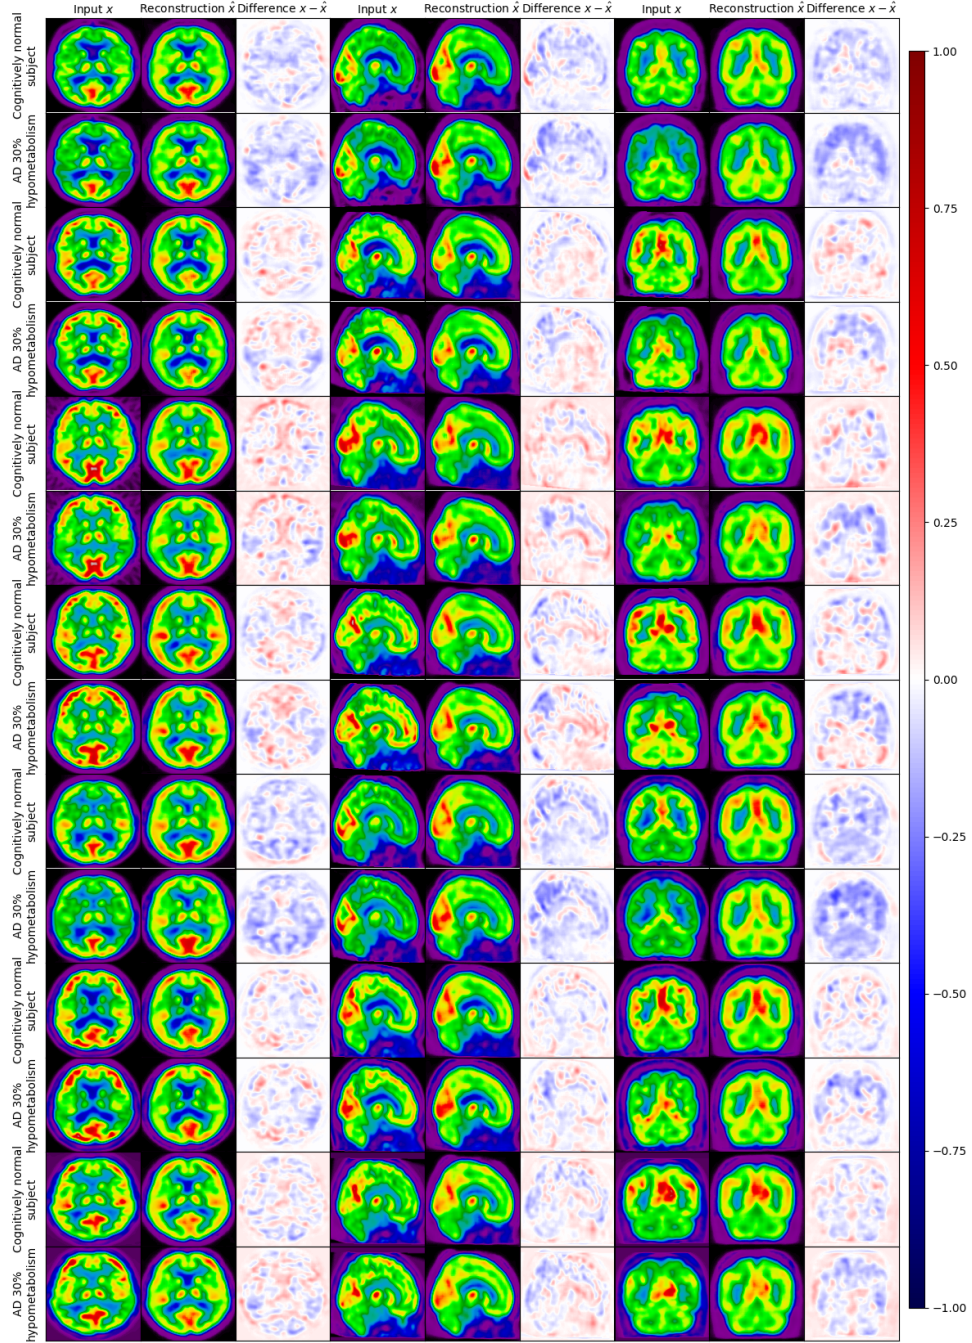 Input x Reconstruction x̂ Difference x − x̂ Input x Reconstruction x̂ Difference x − x̂ Input x Reconstruction x̂ Difference x − x̂
Cognitively normal
subject
AD 30%
hypometabolism
Cognitively normal
subject
AD 30%
hypometabolism
Cognitively normal
subject
AD 30%
hypometabolism
Cognitively normal
subject
AD 30%
hypometabolism
Cognitively normal
subject
AD 30%
hypometabolism
Cognitively normal
subject
AD 30%
hypometabolism
Cognitively normal
subject
AD 30%
hypometabolism
1.00
0.75
0.50
0.25
0.00
−0.25
−0.50
−0.75
−1.00